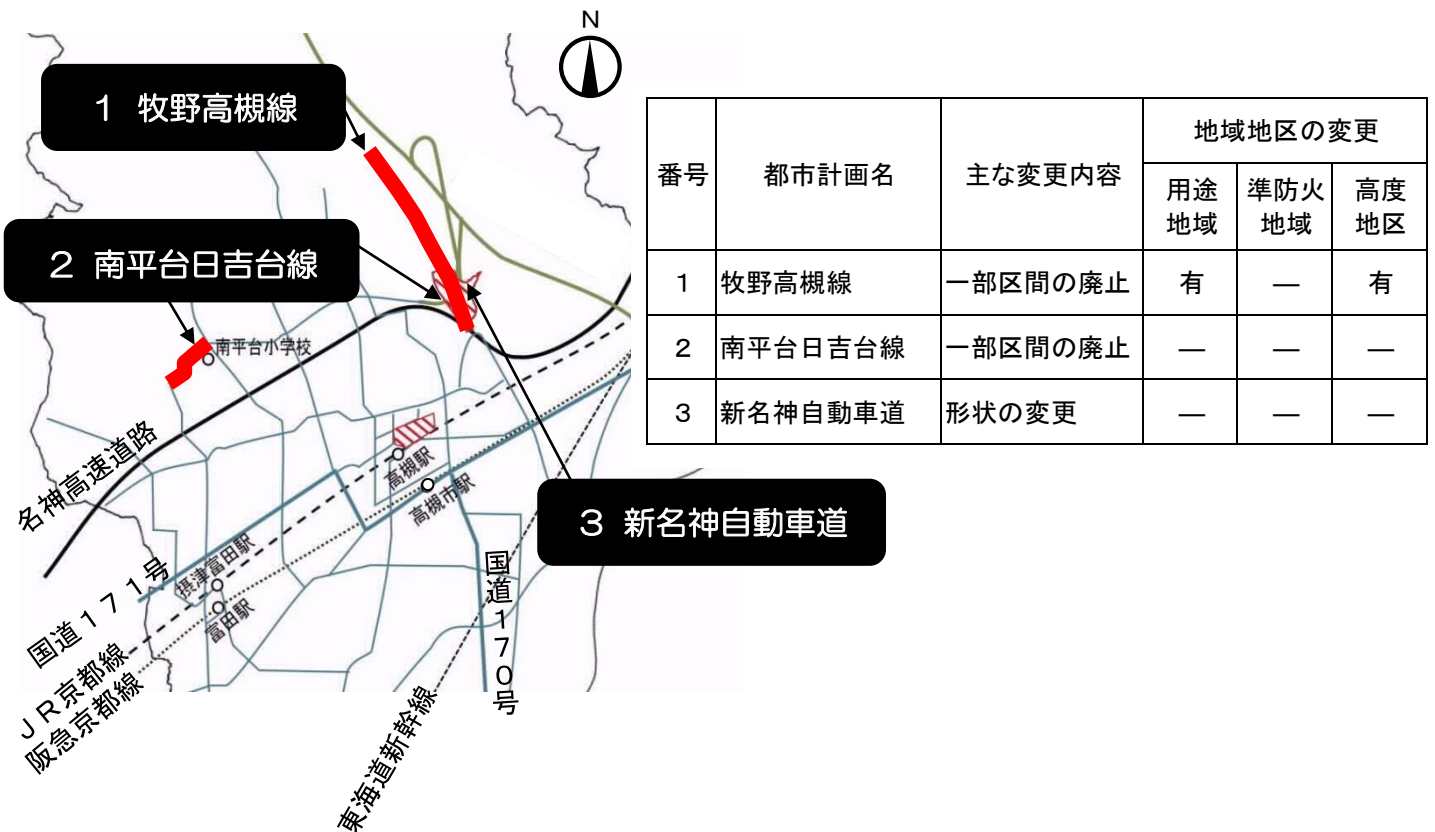 N
1 牧野高槻線
2 南平台日吉台線
南平台小学校
名神高速道路
高槻駅
高槻市駅
3 新名神自動車道
国道171号
摂津富田駅
富田駅
国道170号
JR京都線
阪急京都線
東海道新幹線
番号 都市計画名 主な変更内容 地域地区の変更
用途地域 準防火地域 高度地区
1 牧野高槻線 一部区間の廃止 有 ― 有
2 南平台日吉台線 一部区間の廃止 ― ― ―
3 新名神自動車道 形状の変更 ― ― ―